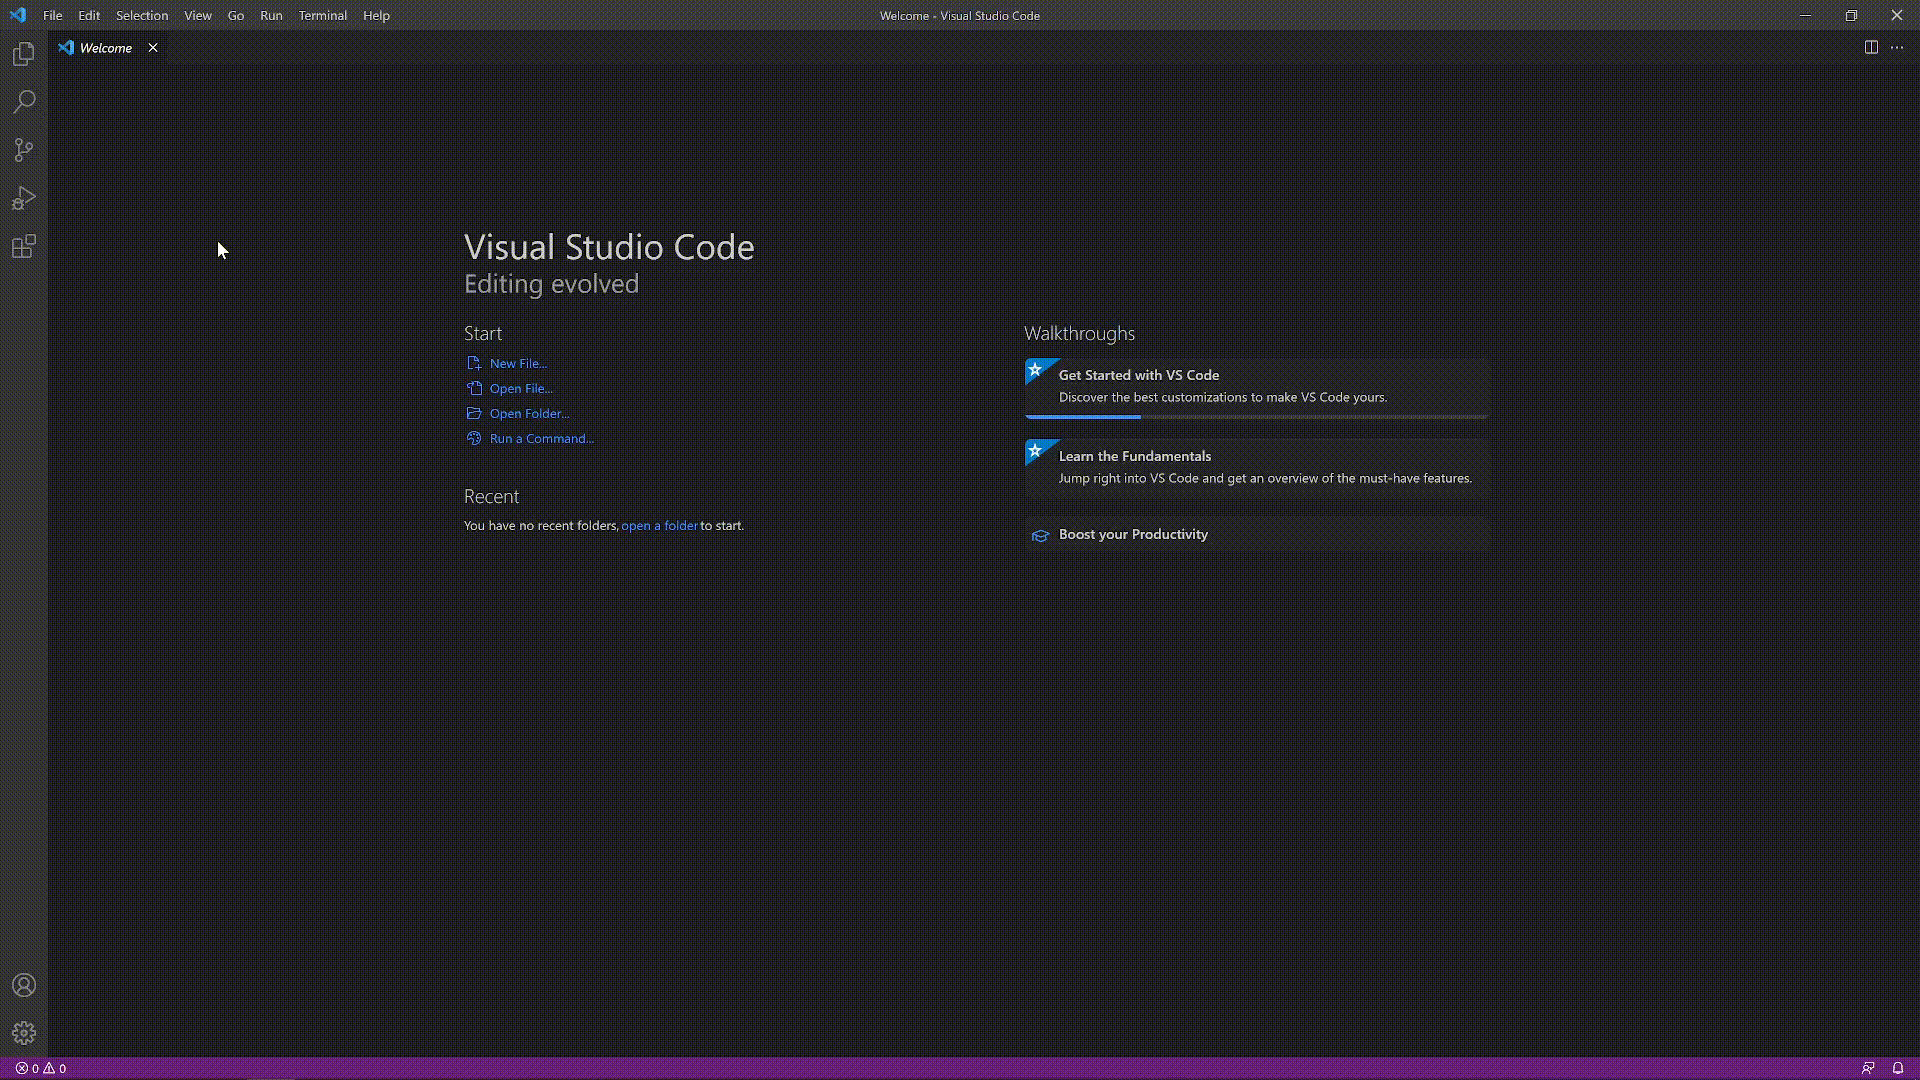 File Edit Selection View Go Run Terminal Help
Welcome - Visual Studio Code
Welcome
Visual Studio Code
Editing evolved
Start
New File...
Open File...
Open Folder...
Run a Command...
Recent
You have no recent folders, open a folder to start.
Walkthroughs
Get Started with VS Code
Discover the best customizations to make VS Code yours.
Learn the Fundamentals
Jump right into VS Code and get an overview of the must-have features.
Boost your Productivity
0 0